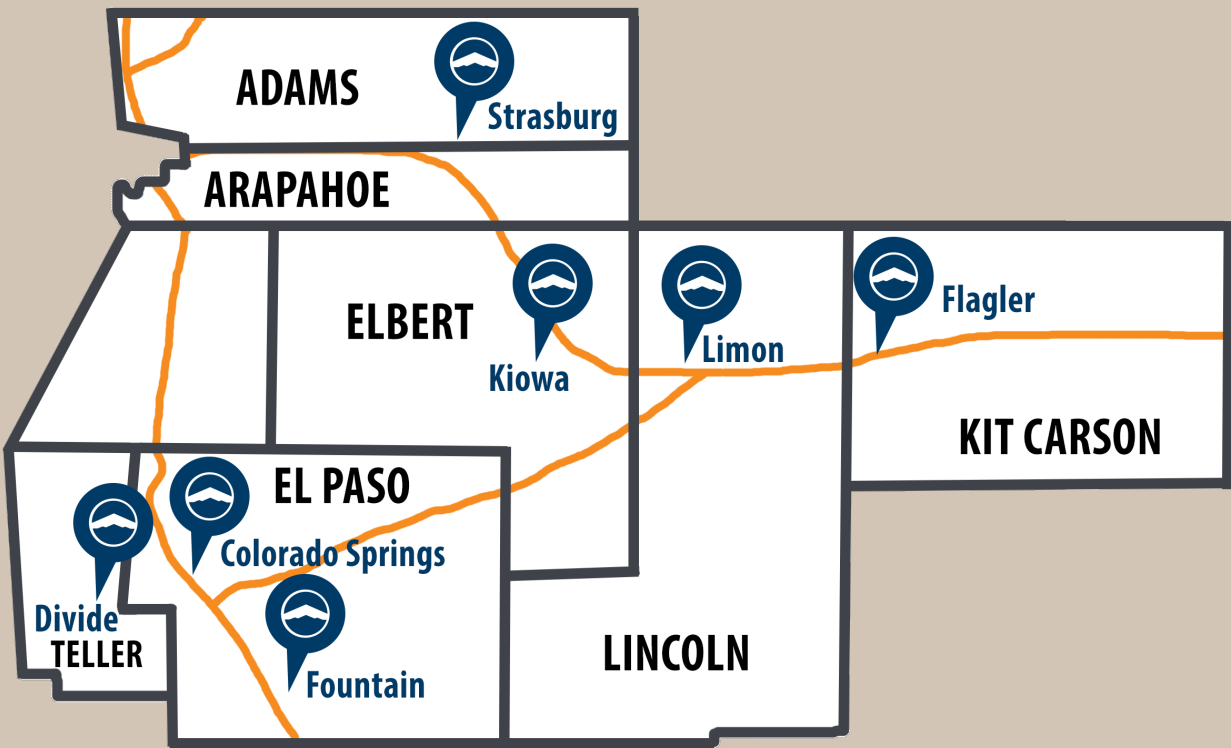 ADAMS
Strasburg
ARAPAHOE
ELBERT
Kiowa
Limon
Flagler
KIT CARSON
EL PASO
Colorado Springs
Divide
TELLER
Fountain
LINCOLN